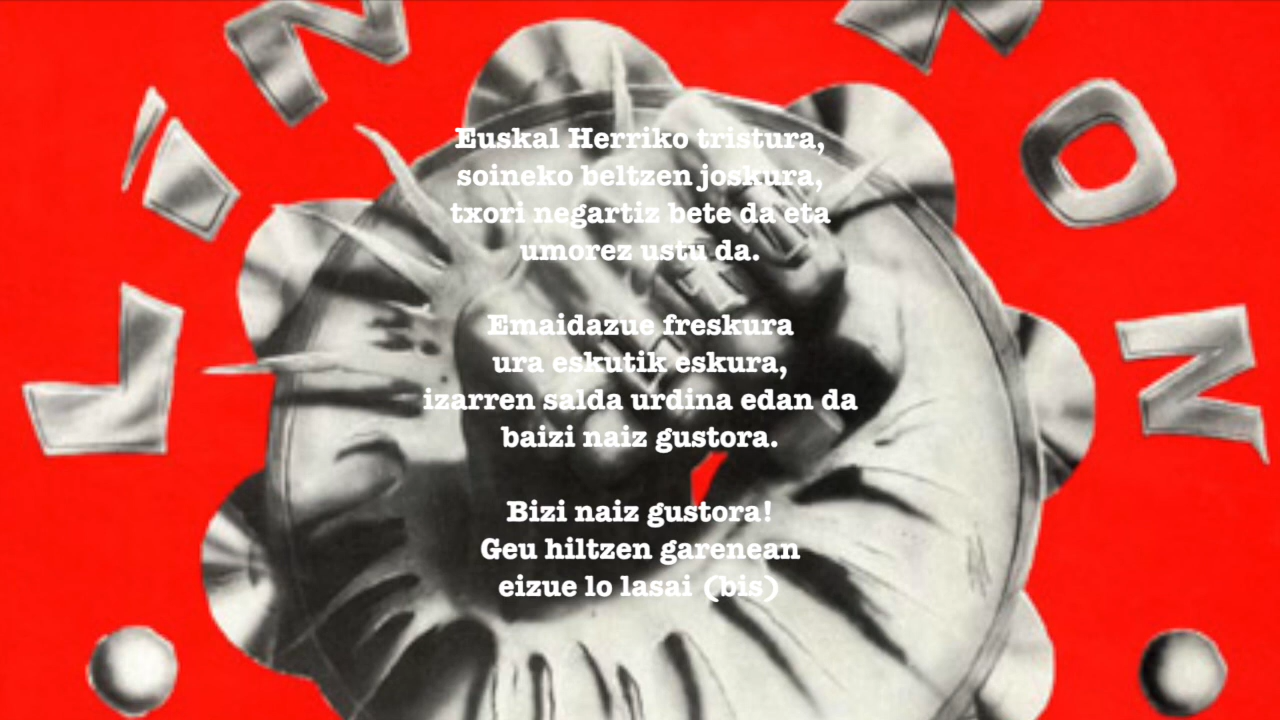 Euskal Herriko tristura,
soineko beltzen joskura,
txori negartiz bete da eta
umorez ustu da.
Emaidazue freskura
ura eskutik eskura,
izarren salda urdina edan da
baizi naiz gustora.
Bizi naiz gustora!
Geu hiltzen garenean
eizue lo lasai (bis)